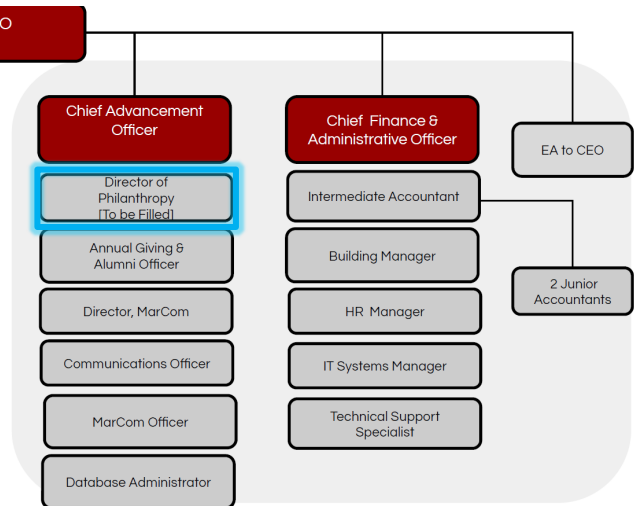 O
Chief Advancement
Officer
Director of
Philanthropy
[To be Filled]
Annual Giving &
Alumni Officer
Director, MarCom
Communications Officer
MarCom Officer
Database Administrator
Chief Finance &
Administrative Officer
Intermediate Accountant
Building Manager
HR Manager
IT Systems Manager
Technical Support
Specialist
EA to CEO
2 Junior
Accountants